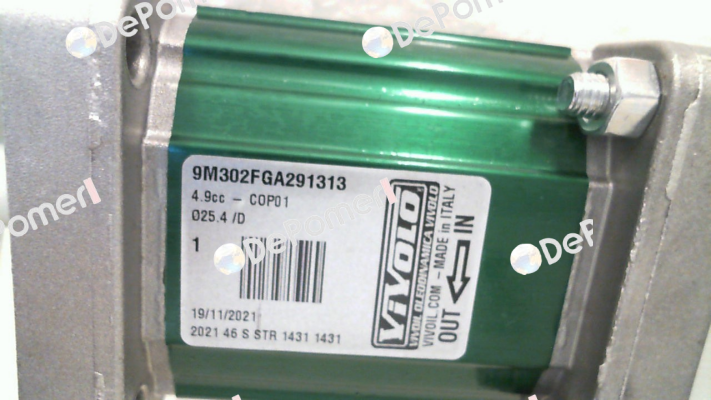 9M302FGA291313
4.9cc - COP01
Ø25.4 /D
1
19/11/2021
2021 46 S STR 1431 1431
ViVOLO
VIVOIL OLEODINAMICA VIVOLO
VIVOIL.COM - MADE in ITALY
OUT IN
DePomer
DePomer
DePomer
DePomer
DePomer